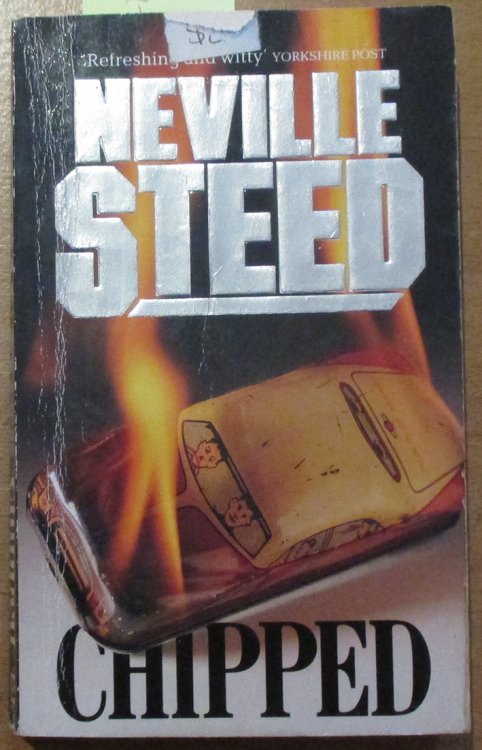 'Refreshing and witty' YORKSHIRE POST
NEVILLE
STEED
CHIPPED